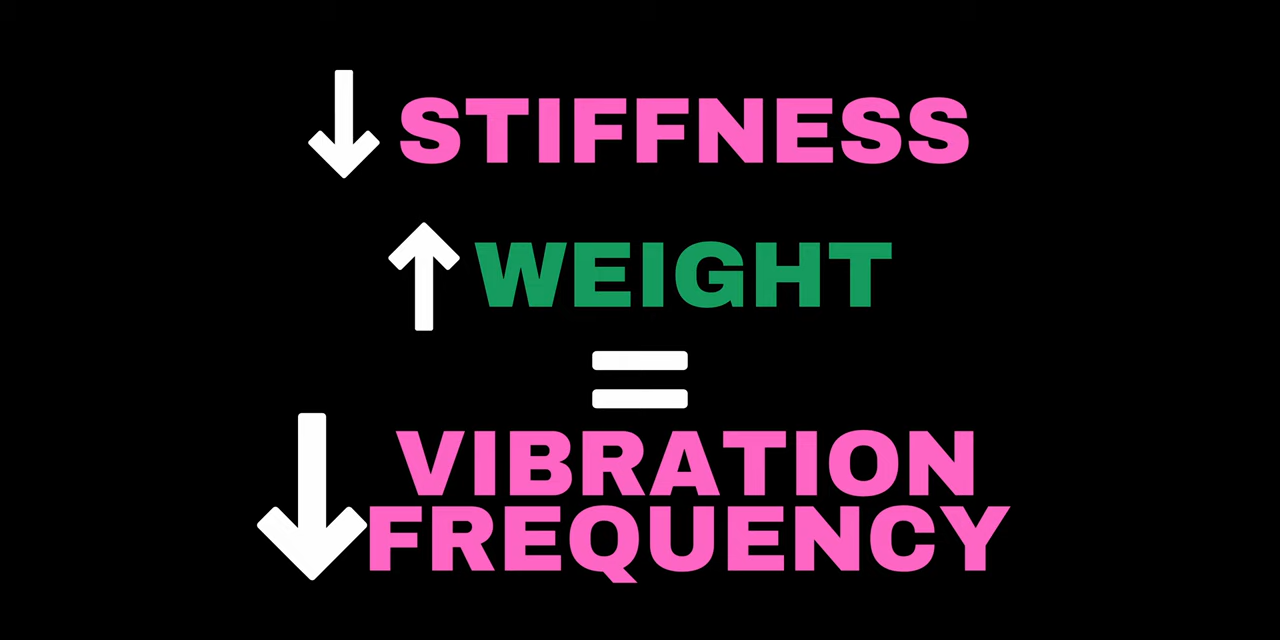 ↓ STIFFNESS
↑ WEIGHT
=
↓ VIBRATION
FREQUENCY